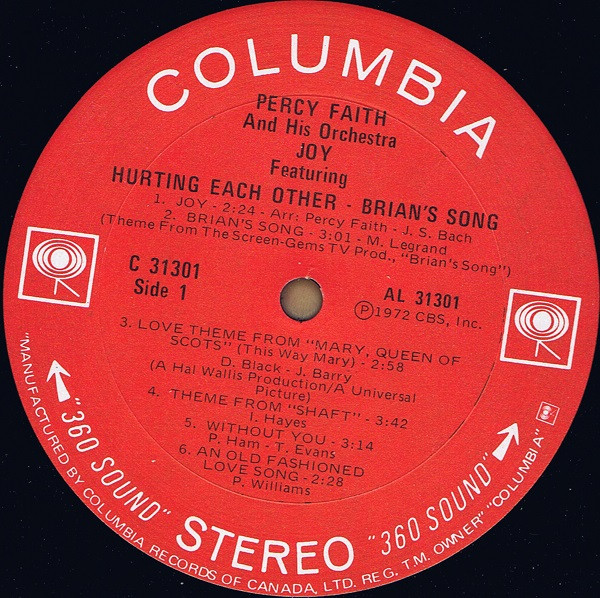 COLUMBIA
PERCY FAITH
And His Orchestra
JOY
Featuring
HURTING EACH OTHER - BRIAN'S SONG
1. JOY - 2:24 - Arr: Percy Faith - J. S. Bach
2. BRIAN'S SONG - 3:01 - M. Legrand
(Theme From The Screen-Gems TV Prod., "Brian's Song")
C 31301
Side 1
AL 31301
Ⓟ1972 CBS, Inc.
3. LOVE THEME FROM "MARY, QUEEN OF
SCOTS" (This Way Mary) - 2:58
D. Black - J. Barry
(A Hal Wallis Production/A Universal
Picture)
4. THEME FROM "SHAFT" - 3:42
I. Hayes
5. WITHOUT YOU - 3:14
P. Ham - T. Evans
6. AN OLD FASHIONED
LOVE SONG - 2:28
P. Williams
"360 SOUND" STEREO "360 SOUND"
"MANUFACTURED BY COLUMBIA RECORDS OF CANADA, LTD. REG. T.M. OWNER" "COLUMBIA"